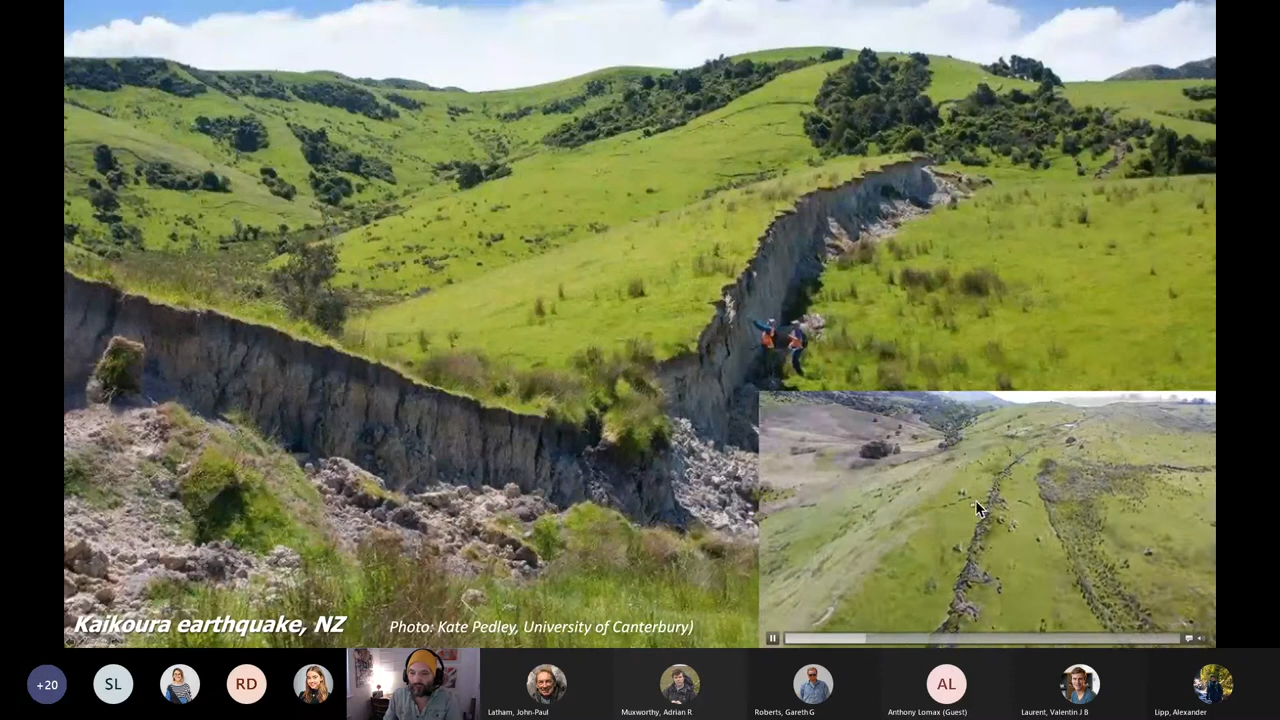 Kaikoura earthquake, NZ
Photo: Kate Pedley, University of Canterbury)
+20
SL
RD
Latham, John-Paul
Muxworthy, Adrian R
Roberts, Gareth G
AL
Anthony Lomax (Guest)
Laurent, Valentin J B
Lipp, Alexander